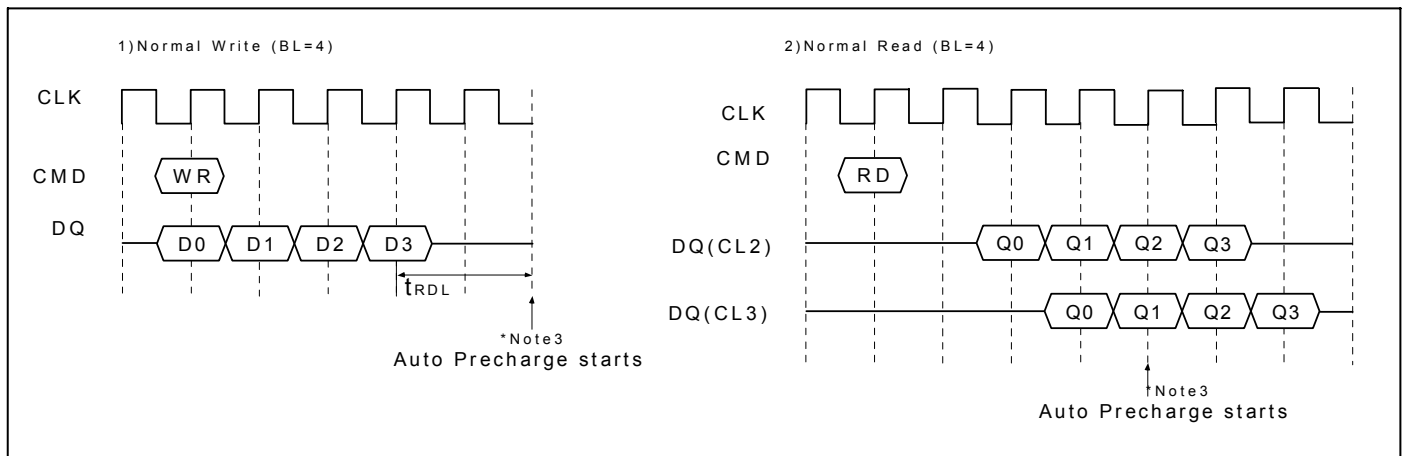 1)Normal Write (BL=4)
CLK
CMD
WR
DQ
D0 D1 D2 D3
tRDL
*Note3
Auto Precharge starts
2)Normal Read (BL=4)
CLK
CMD
RD
DQ(CL2)
Q0 Q1 Q2 Q3
DQ(CL3)
Q0 Q1 Q2 Q3
*Note3
Auto Precharge starts